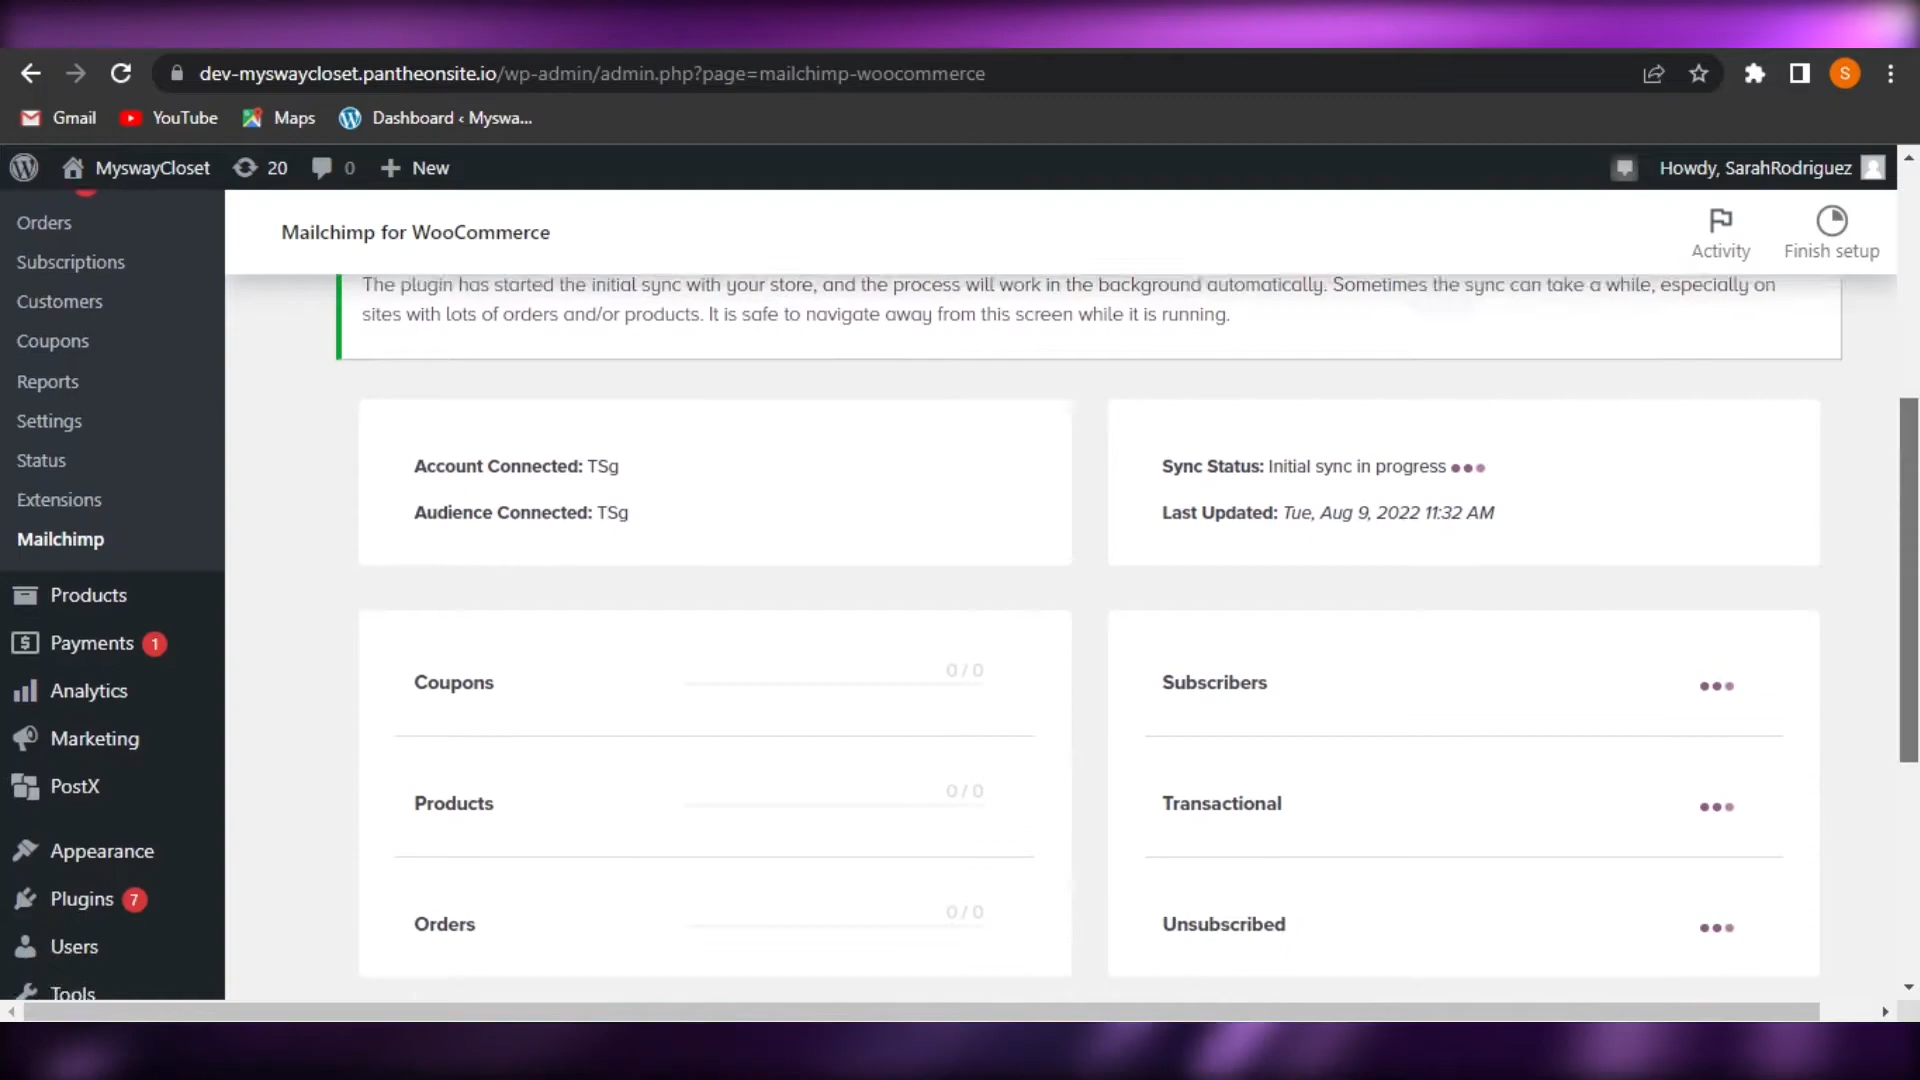 dev-myswaycloset.pantheonsite.io/wp-admin/admin.php?page=mailchimp-woocommerce
S
Gmail
YouTube
Maps
Dashboard ‹ Myswa...
MyswayCloset
20
0
New
Howdy, SarahRodriguez
Orders
Subscriptions
Customers
Coupons
Reports
Settings
Status
Extensions
Mailchimp
Products
Payments 1
Analytics
Marketing
PostX
Appearance
Plugins 7
Users
Tools
Mailchimp for WooCommerce
Activity
Finish setup
The plugin has started the initial sync with your store, and the process will work in the background automatically. Sometimes the sync can take a while, especially on
sites with lots of orders and/or products. It is safe to navigate away from this screen while it is running.
Account Connected: TSg
Audience Connected: TSg
Sync Status: Initial sync in progress
Last Updated: Tue, Aug 9, 2022 11:32 AM
Coupons 0 / 0
Products 0 / 0
Orders 0 / 0
Subscribers
Transactional
Unsubscribed